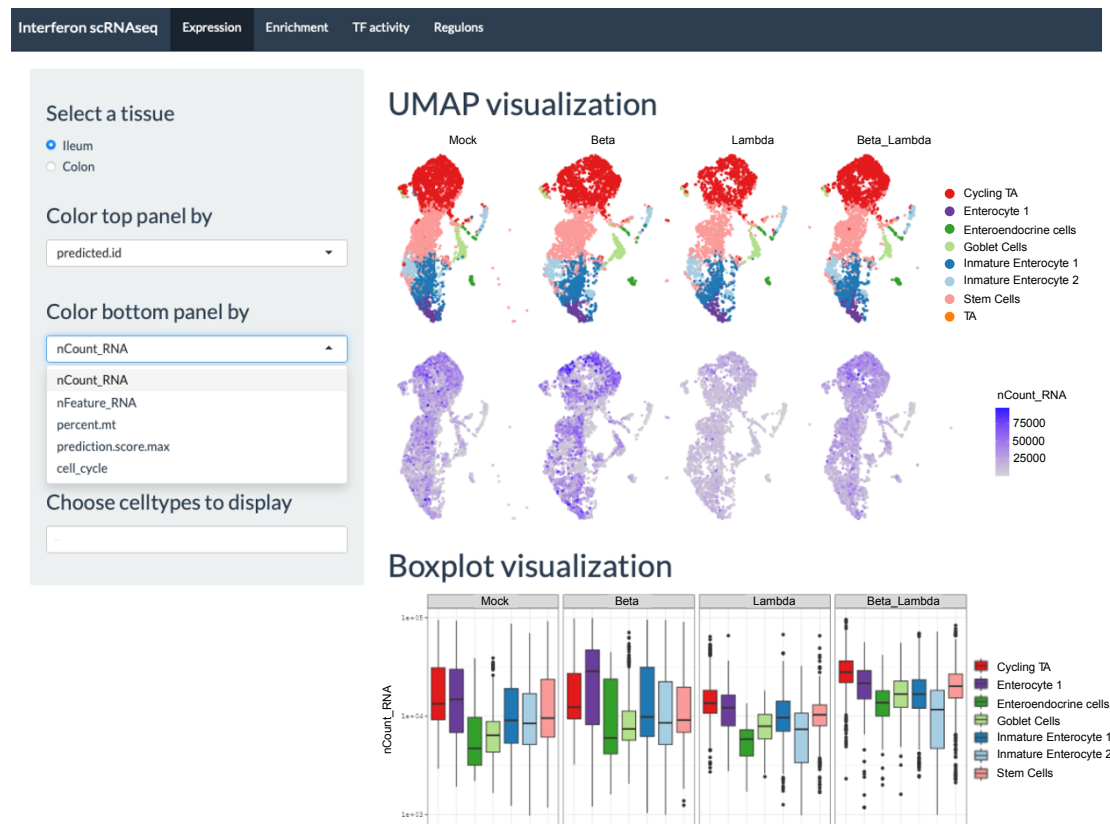 Interferon scRNAseq Expression Enrichment TF activity Regulons
Select a tissue
Ileum
Colon
Color top panel by
predicted.id
Color bottom panel by
nCount_RNA
nCount_RNA
nFeature_RNA
percent.mt
prediction.score.max
cell_cycle
Choose celltypes to display
UMAP visualization
Mock Beta Lambda Beta_Lambda
Cycling TA
Enterocyte 1
Enteroendocrine cells
Goblet Cells
Inmature Enterocyte 1
Inmature Enterocyte 2
Stem Cells
TA
nCount_RNA
75000
50000
25000
Boxplot visualization
Mock Beta Lambda Beta_Lambda
1e+05
1e+04
1e+03
nCount_RNA
Cycling TA
Enterocyte 1
Enteroendocrine cells
Goblet Cells
Inmature Enterocyte 1
Inmature Enterocyte 2
Stem Cells